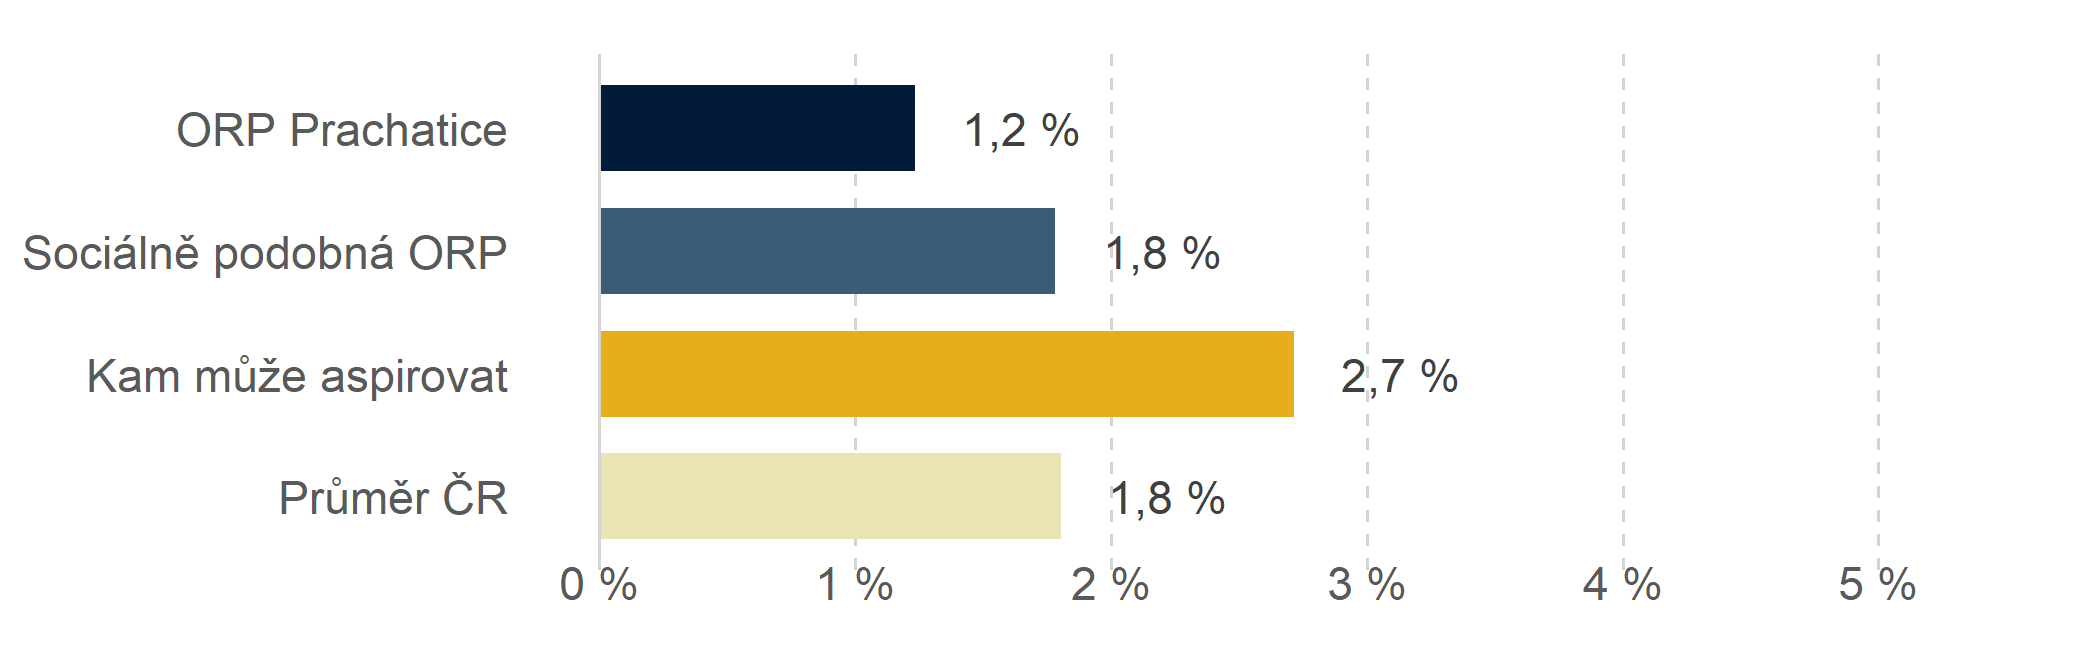 ORP Prachatice
1,2 %
Sociálně podobná ORP
1,8 %
Kam může aspirovat
2,7 %
Průměr ČR
1,8 %
0 % 1 % 2 % 3 % 4 % 5 %